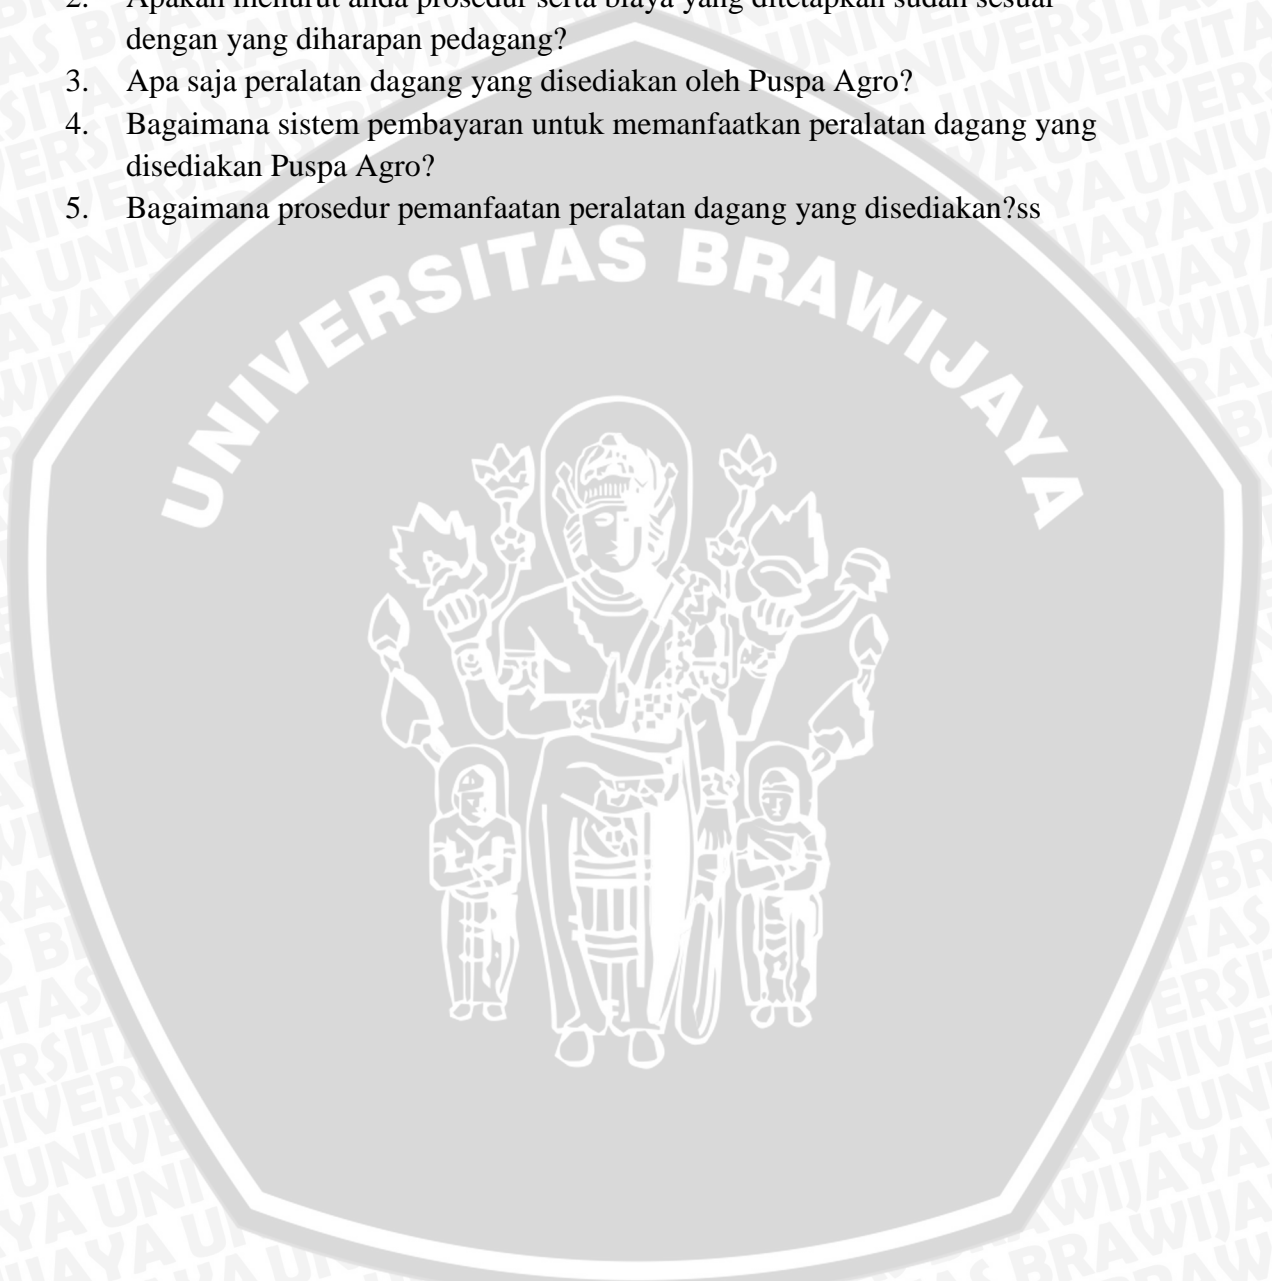 2. Apakah menurut anda prosedur serta biaya yang ditetapkan sudah sesuai
dengan yang diharapan pedagang?
3. Apa saja peralatan dagang yang disediakan oleh Puspa Agro?
4. Bagaimana sistem pembayaran untuk memanfaatkan peralatan dagang yang
disediakan Puspa Agro?
5. Bagaimana prosedur pemanfaatan peralatan dagang yang disediakan?ss
UNIVERSITAS BRAWIJAYA